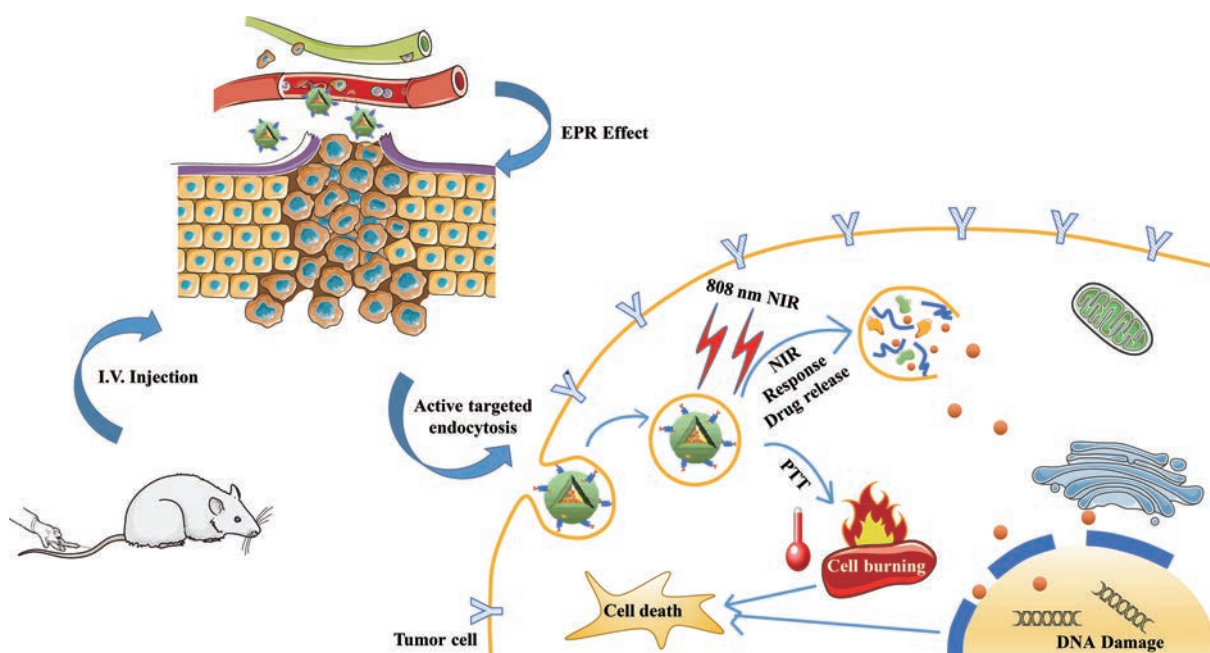 EPR Effect
I.V. Injection
Active targeted
endocytosis
808 nm NIR
NIR
Response
Drug release
PTT
Cell burning
Cell death
Tumor cell
DNA Damage